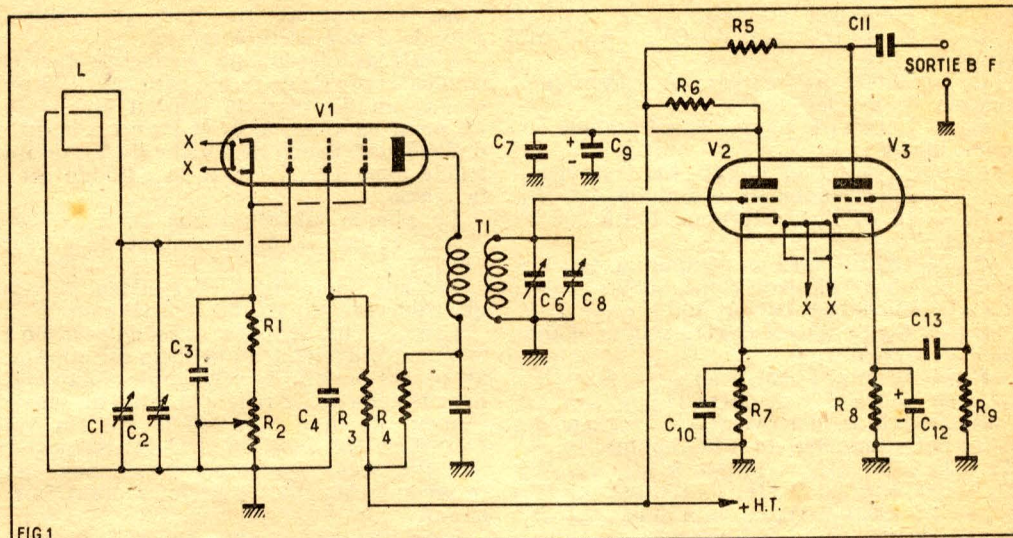 L
V1
X
X
R1
C3
R2
C1
C2
C4
R3
R4
T1
C6
C8
R5
C11
SORTIE B F
R6
C7
+
-
C9
V2
V3
X X
C13
C10
R7
R8
+
-
C12
R9
+ H.T.
FIG 1